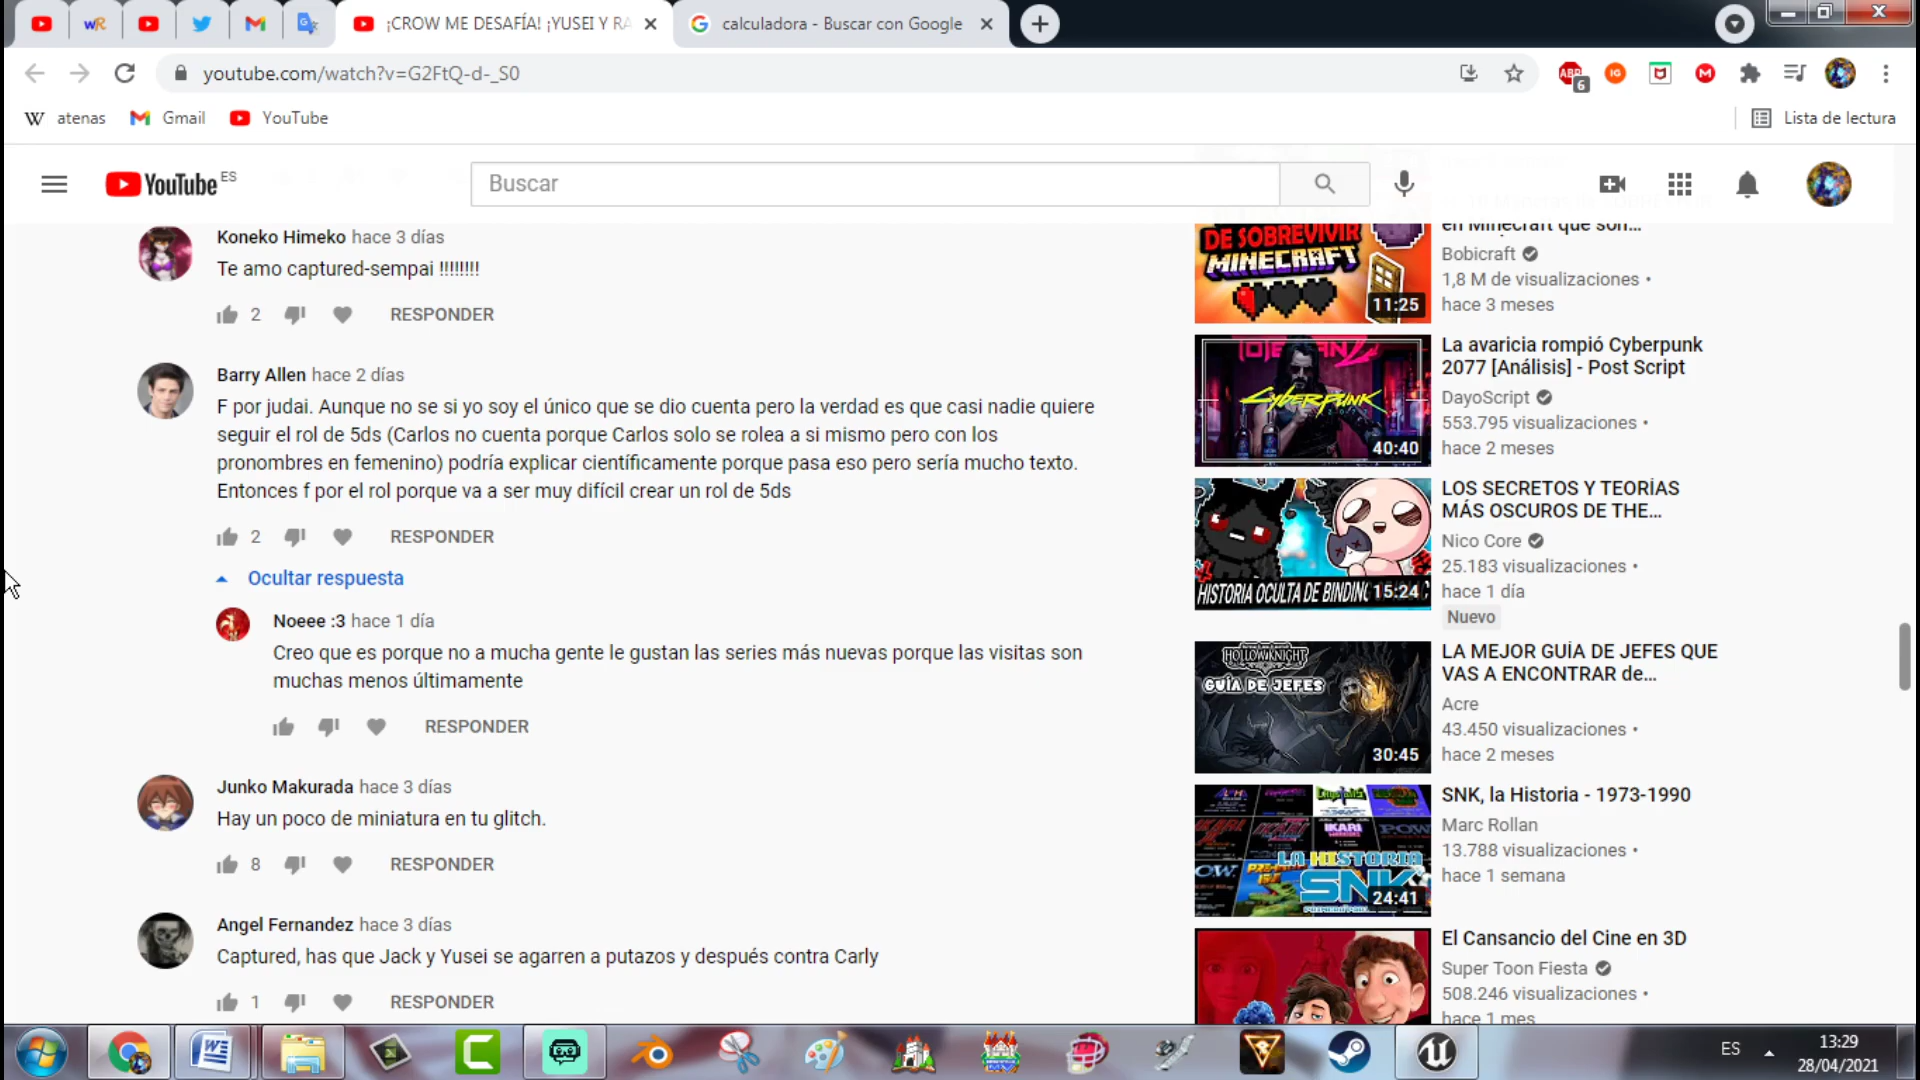 ¡CROW ME DESAFÍA! ¡YUSEI Y RA
calculadora - Buscar con Google
youtube.com/watch?v=G2FtQ-d-_S0
6
atenas
Gmail
YouTube
Lista de lectura
YouTube ES
Buscar
Koneko Himeko hace 3 días
Te amo captured-sempai !!!!!!!!
2
RESPONDER
Barry Allen hace 2 días
F por judai. Aunque no se si yo soy el único que se dio cuenta pero la verdad es que casi nadie quiere
seguir el rol de 5ds (Carlos no cuenta porque Carlos solo se rolea a si mismo pero con los
pronombres en femenino) podría explicar científicamente porque pasa eso pero sería mucho texto.
Entonces f por el rol porque va a ser muy difícil crear un rol de 5ds
2
RESPONDER
Ocultar respuesta
Noeee :3 hace 1 día
Creo que es porque no a mucha gente le gustan las series más nuevas porque las visitas son
muchas menos últimamente
RESPONDER
Junko Makurada hace 3 días
Hay un poco de miniatura en tu glitch.
8
RESPONDER
Angel Fernandez hace 3 días
Captured, has que Jack y Yusei se agarren a putazos y después contra Carly
1
RESPONDER
DE SOBREVIVIR
MINECRAFT
11:25
en Minecraft que son...
Bobicraft
1,8 M de visualizaciones •
hace 3 meses
CYBERPUNK
40:40
La avaricia rompió Cyberpunk
2077 [Análisis] - Post Script
DayoScript
553.795 visualizaciones •
hace 2 meses
HISTORIA OCULTA DE BINDING
15:24
LOS SECRETOS Y TEORÍAS
MÁS OSCUROS DE THE...
Nico Core
25.183 visualizaciones •
hace 1 día
Nuevo
HOLLOW KNIGHT
GUÍA DE JEFES
30:45
LA MEJOR GUÍA DE JEFES QUE
VAS A ENCONTRAR de...
Acre
43.450 visualizaciones •
hace 2 meses
IKARI
LA HISTORIA
SNK
24:41
SNK, la Historia - 1973-1990
Marc Rollan
13.788 visualizaciones •
hace 1 semana
El Cansancio del Cine en 3D
Super Toon Fiesta
508.246 visualizaciones •
hace 1 mes
ES
13:29
28/04/2021